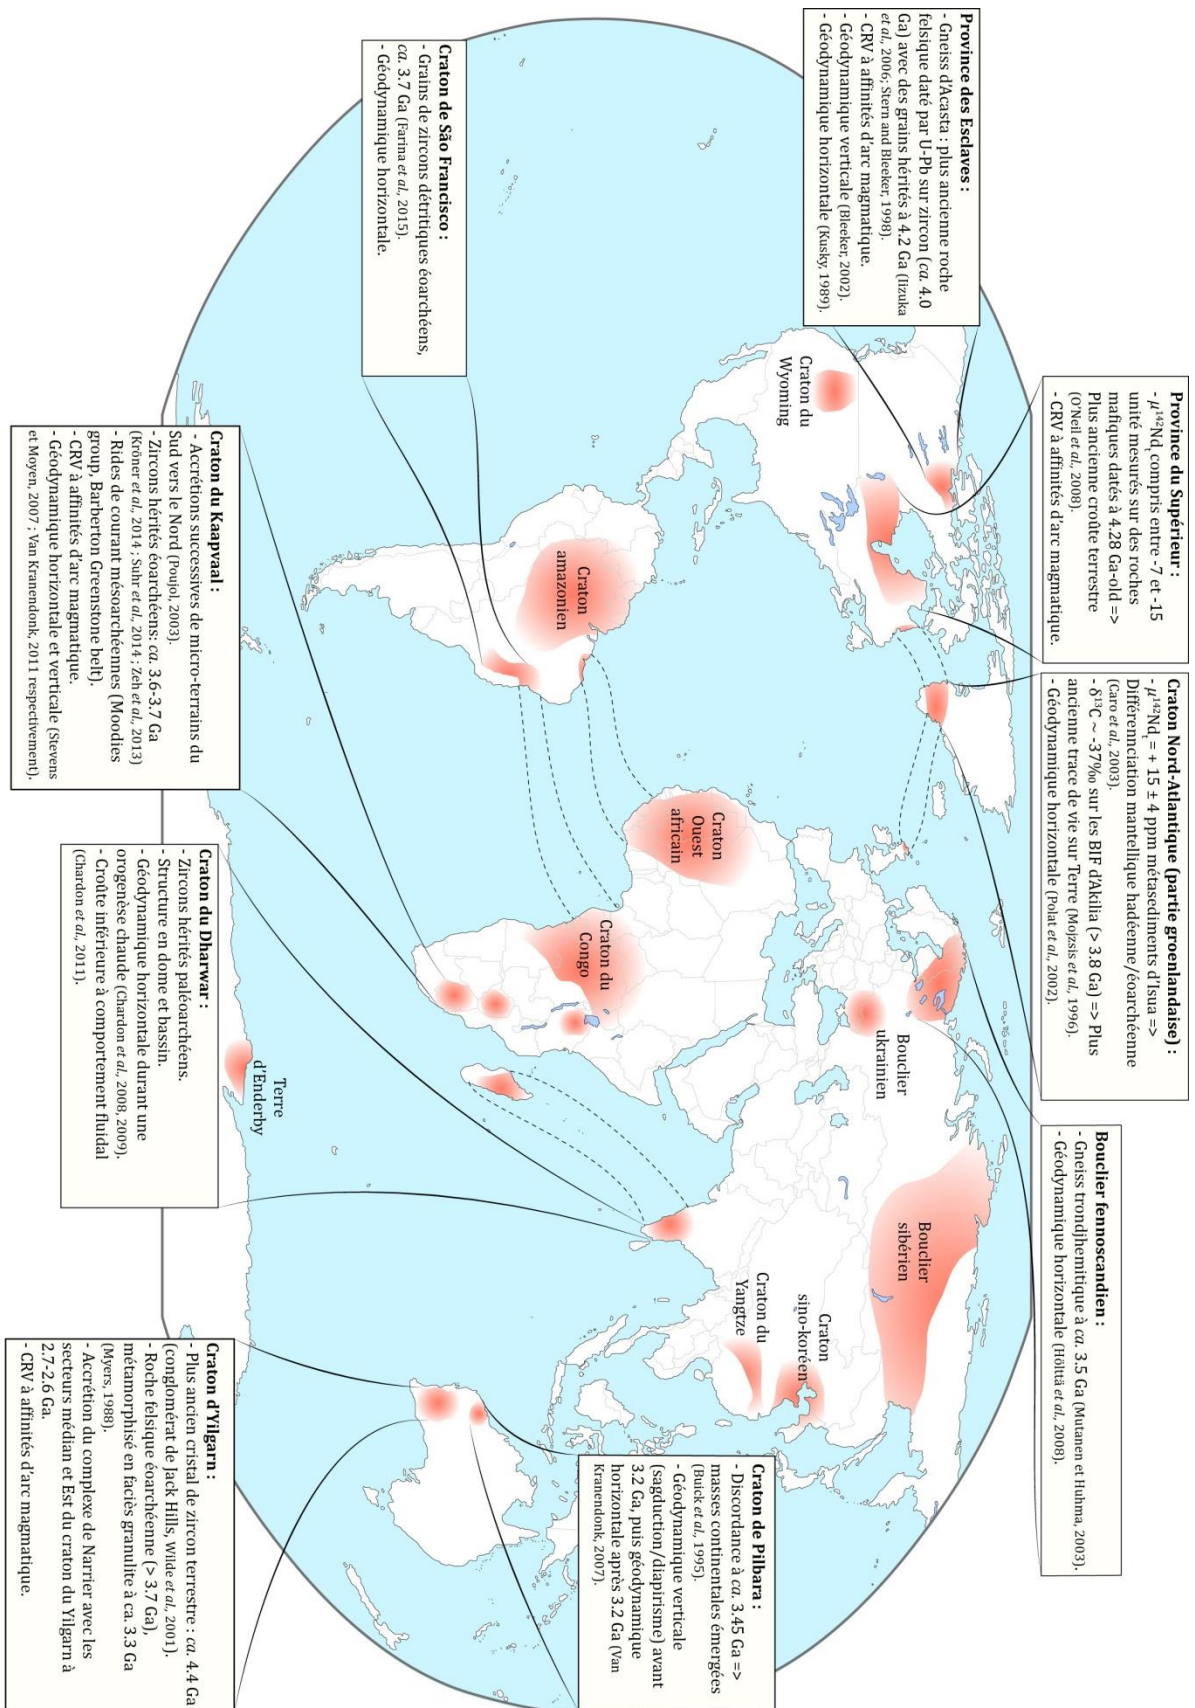 Province des Esclaves :
- Gneiss d'Acasta : plus ancienne roche
felsique daté par U-Pb sur zircon (ca. 4.0
Ga) avec des grains hérités à 4.2 Ga (Iizuka
et al., 2006; Stern and Bleeker, 1998).
- CRV à affinités d'arc magmatique.
- Géodynamique verticale (Bleeker, 2002).
- Géodynamique horizontale (Kusky, 1989).
Province du Supérieur :
- μ¹⁴²Ndₜ compris entre -7 et -15
unité mesurés sur des roches
mafiques datés à 4.28 Ga-old =>
Plus ancienne croûte terrestre
(O'Neil et al., 2008).
- CRV à affinités d'arc magmatique.
Craton Nord-Atlantique (partie groenlandaise) :
- μ¹⁴²Ndₜ = + 15 ± 4 ppm métasediments d'Isua =>
Différenciation mantellique hadéenne/éoarchéenne
(Caro et al., 2003).
- δ¹³C ~ -37‰ sur les BIF d'Akilia (> 3.8 Ga) => Plus
ancienne trace de vie sur Terre (Mojzsis et al., 1996).
- Géodynamique horizontale (Polat et al., 2002).
Bouclier fennoscandien :
- Gneiss trondjhemitique à ca. 3.5 Ga (Mutanen et Huhma, 2003).
- Géodynamique horizontale (Hölttä et al., 2008).
Craton de São Francisco :
- Grains de zircons détritiques éoarchéens,
ca. 3.7 Ga (Farina et al., 2015).
- Géodynamique horizontale.
Craton du
Wyoming
Craton
amazonien
Craton
Ouest
africain
Craton du
Congo
Bouclier
ukrainien
Bouclier
sibérien
Craton
sino-koréen
Craton du
Yangtze
Terre
d'Enderby
Craton du Kaapvaal :
- Accrétions successives de micro-terrains du
Sud vers le Nord (Poujol, 2003).
- Zircons hérités éoarchéens: ca. 3.6-3.7 Ga
(Kröner et al., 2014 ; Suhr et al., 2014 ; Zeh et al., 2013)
- Rides de courant mésoarchéennes (Moodies
group, Barberton Greenstone belt).
- CRV à affinités d'arc magmatique.
- Géodynamique horizontale et verticale (Stevens
et Moyen, 2007 ; Van Kranendonk, 2011 respectivement).
Craton du Dharwar :
- Zircons hérités paléoarchéens.
- Structure en dome et bassin.
- Géodynamique horizontale durant une
orogenèse chaude (Chardon et al., 2008, 2009).
- Croûte inférieure à comportement fluidal
(Chardon et al., 2011).
Craton de Pilbara :
- Discordance à ca. 3.45 Ga =>
masses continentales émergées
(Buick et al., 1995).
- Géodynamique verticale
(sagduction/diapirisme) avant
3.2 Ga, puis géodynamique
horizontale après 3.2 Ga (Van
Kranendonk, 2007).
Craton d'Yilgarn :
- Plus ancien cristal de zircon terrestre : ca. 4.4 Ga
(conglomérat de Jack Hills, Wilde et al., 2001).
- Roche felsique éoarchéenne (> 3.7 Ga),
métamorphisé en faciès granulite à ca. 3.3 Ga
(Myers, 1988).
- Accrétion du complexe de Narrier avec les
secteurs médian et Est du craton du Yilgarn à
2.7-2.6 Ga.
- CRV à affinités d'arc magmatique.